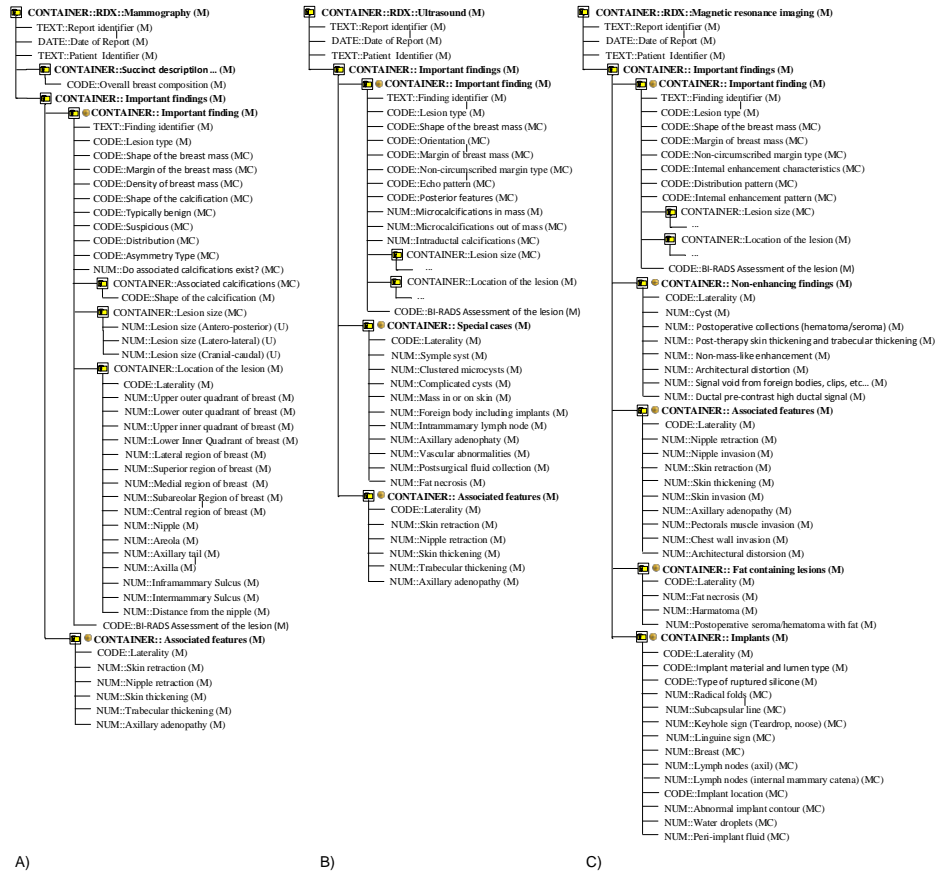 CONTAINER::RDX::Mammography (M)
TEXT::Report identifier (M)
DATE::Date of Report (M)
TEXT::Patient Identifier (M)
CONTAINER::Succinct description ... (M)
CODE::Overall breast composition (M)
CONTAINER:: Important findings (M)
CONTAINER:: Important finding (M)
TEXT::Finding identifier (M)
CODE::Lesion type (M)
CODE::Shape of the breast mass (MC)
CODE::Margin of the breast mass (MC)
CODE::Density of breast mass (MC)
CODE::Shape of the calcification (MC)
CODE::Typically benign (MC)
CODE::Suspicious (MC)
CODE::Distribution (MC)
CODE::Asymmetry Type (MC)
NUM::Do associated calcifications exist? (MC)
CONTAINER::Associated calcifications (MC)
CODE::Shape of the calcification (M)
CONTAINER::Lesion size (MC)
NUM::Lesion size (Antero-posterior) (U)
NUM::Lesion size (Latero-lateral) (U)
NUM::Lesion size (Cranial-caudal) (U)
CONTAINER::Location of the lesion (M)
CODE::Laterality (M)
NUM::Upper outer quadrant of breast (M)
NUM::Lower outer quadrant of breast (M)
NUM::Upper inner quadrant of breast (M)
NUM::Lower Inner Quadrant of breast (M)
NUM::Lateral region of breast (M)
NUM::Superior region of breast (M)
NUM::Medial region of breast (M)
NUM::Subareolar Region of breast (M)
NUM::Central region of breast (M)
NUM::Nipple (M)
NUM::Areola (M)
NUM::Axillary tail (M)
NUM::Axilla (M)
NUM::Inframammary Sulcus (M)
NUM::Intermammary Sulcus (M)
NUM::Distance from the nipple (M)
CODE::BI-RADS Assessment of the lesion (M)
CONTAINER:: Associated features (M)
CODE::Laterality (M)
NUM::Skin retraction (M)
NUM::Nipple retraction (M)
NUM::Skin thickening (M)
NUM::Trabecular thickening (M)
NUM::Axillary adenopathy (M)
A)
CONTAINER::RDX::Ultrasound (M)
TEXT::Report identifier (M)
DATE::Date of Report (M)
TEXT::Patient Identifier (M)
CONTAINER:: Important findings (M)
CONTAINER:: Important finding (M)
TEXT::Finding identifier (M)
CODE::Lesion type (M)
CODE::Shape of the breast mass (MC)
CODE::Orientation (MC)
CODE::Margin of breast mass (MC)
CODE::Non-circumscribed margin type (MC)
CODE::Echo pattern (MC)
CODE::Posterior features (MC)
NUM::Microcalcifications in mass (M)
NUM::Microcalcifications out of mass (M)
NUM::Intraductal calcifications (M)
CONTAINER::Lesion size (MC)
...
CONTAINER::Location of the lesion (M)
...
CODE::BI-RADS Assessment of the lesion (M)
CONTAINER:: Special cases (M)
CODE::Laterality (M)
NUM::Symple syst (M)
NUM::Clustered microcysts (M)
NUM::Complicated cysts (M)
NUM::Mass in or on skin (M)
NUM::Foreign body including implants (M)
NUM::Intrammamary lymph node (M)
NUM::Axillary adenophaty (M)
NUM::Vascular abnormalities (M)
NUM::Postsurgical fluid collection (M)
NUM::Fat necrosis (M)
CONTAINER:: Associated features (M)
CODE::Laterality (M)
NUM::Skin retraction (M)
NUM::Nipple retraction (M)
NUM::Skin thickening (M)
NUM::Trabecular thickening (M)
NUM::Axillary adenopathy (M)
B)
CONTAINER::RDX::Magnetic resonance imaging (M)
TEXT::Report identifier (M)
DATE::Date of Report (M)
TEXT::Patient Identifier (M)
CONTAINER:: Important findings (M)
CONTAINER:: Important finding (M)
TEXT::Finding identifier (M)
CODE::Lesion type (M)
CODE::Shape of the breast mass (MC)
CODE::Margin of breast mass (MC)
CODE::Non-circumscribed margin type (MC)
CODE::Internal enhancement characteristics (MC)
CODE::Distribution pattern (MC)
CODE::Internal enhancement pattern (MC)
CONTAINER::Lesion size (MC)
...
CONTAINER::Location of the lesion (M)
...
CODE::BI-RADS Assessment of the lesion (M)
CONTAINER:: Non-enhancing findings (M)
CODE::Laterality (M)
NUM::Cyst (M)
NUM:: Postoperative collections (hematoma/seroma) (M)
NUM:: Post-therapy skin thickening and trabecular thickening (M)
NUM:: Non-mass-like enhancement (M)
NUM:: Architectural distortion (M)
NUM:: Signal void from foreign bodies, clips, etc... (M)
NUM:: Ductal pre-contrast high ductal signal (M)
CONTAINER:: Associated features (M)
CODE::Laterality (M)
NUM::Nipple retraction (M)
NUM::Nipple invasion (M)
NUM::Skin retraction (M)
NUM::Skin thickening (M)
NUM::Skin invasion (M)
NUM::Axillary adenopathy (M)
NUM::Pectorals muscle invasion (M)
NUM::Chest wall invasion (M)
NUM::Architectural distorsion (M)
CONTAINER:: Fat containing lesions (M)
CODE::Laterality (M)
NUM::Fat necrosis (M)
NUM::Harmatoma (M)
NUM::Postoperative seroma/hematoma with fat (M)
CONTAINER:: Implants (M)
CODE::Laterality (M)
CODE::Implant material and lumen type (M)
CODE::Type of ruptured silicone (M)
NUM::Radical folds (MC)
NUM::Subcapsular line (MC)
NUM::Keyhole sign (Teardrop, noose) (MC)
NUM::Linguine sign (MC)
NUM::Breast (MC)
NUM::Lymph nodes (axil) (MC)
NUM::Lymph nodes (internal mammary catena) (MC)
CODE::Implant location (MC)
NUM::Abnormal implant contour (MC)
NUM::Water droplets (MC)
NUM::Peri-implant fluid (MC)
C)